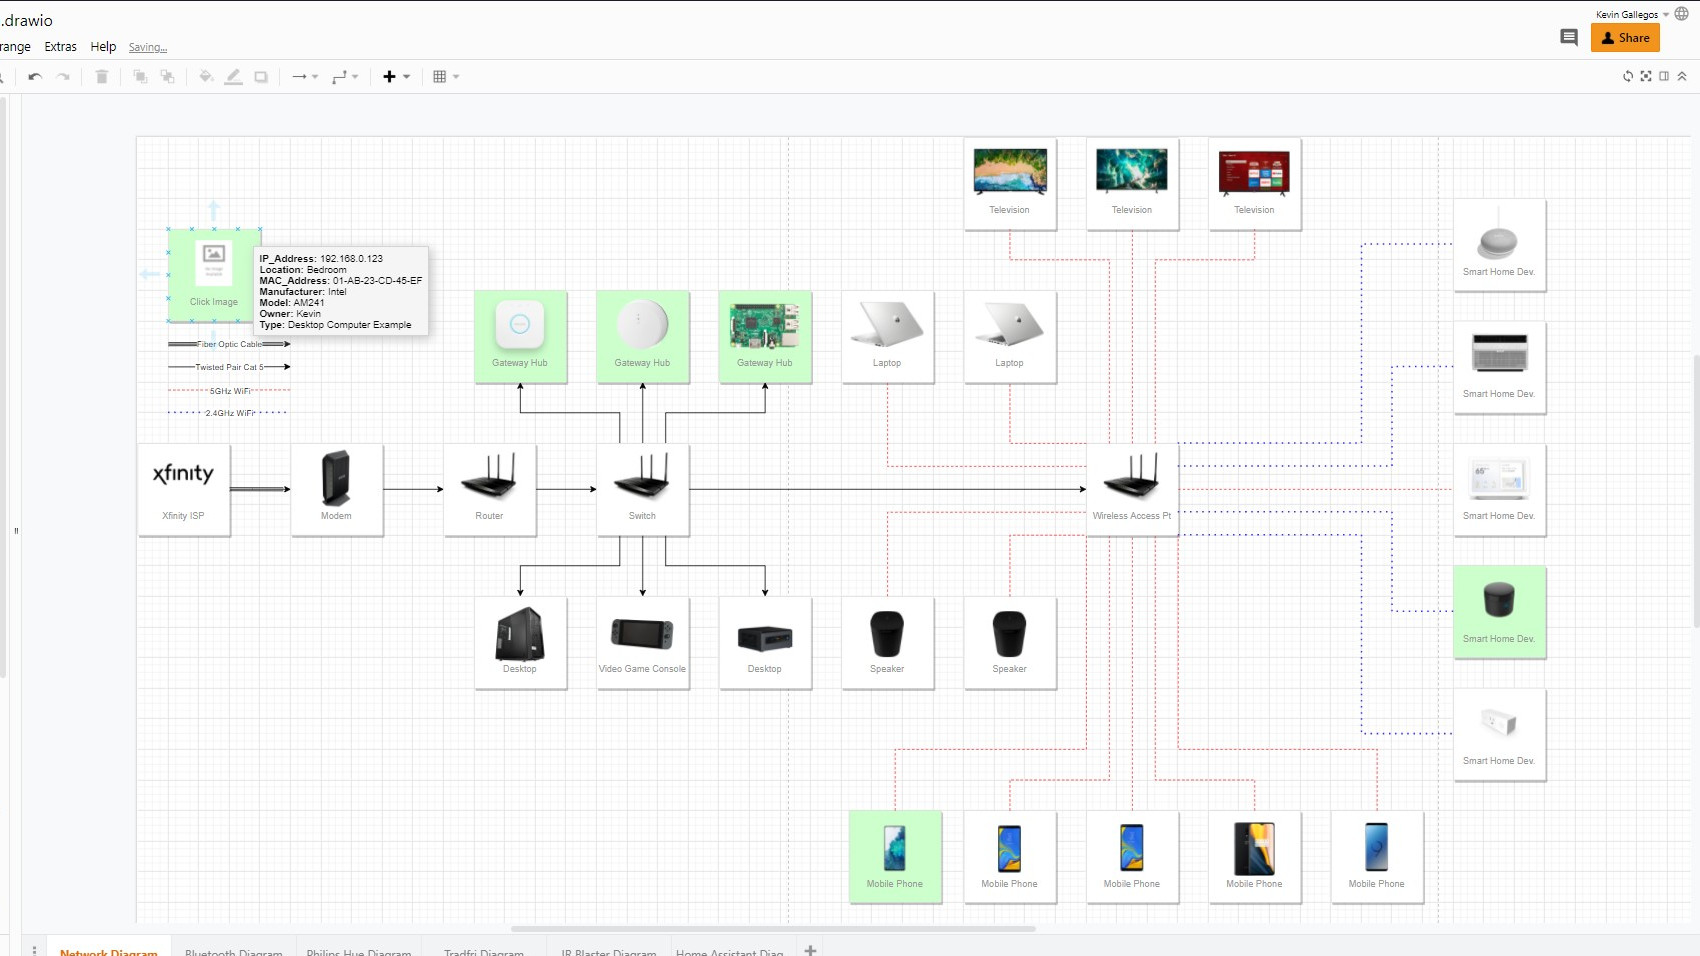 .drawio
Kevin Gallegos
range Extras Help Saving...
Share
Television
Television
Television
Click Image
IP_Address: 192.168.0.123
Location: Bedroom
MAC_Address: 01-AB-23-CD-45-EF
Manufacturer: Intel
Model: AM241
Owner: Kevin
Type: Desktop Computer Example
Smart Home Dev.
Fiber Optic Cable
Twisted Pair Cat 5
5GHz WiFi
2.4GHz WiFi
Gateway Hub
Gateway Hub
Gateway Hub
Laptop
Laptop
Smart Home Dev.
xfinity
Xfinity ISP
Modem
Router
Switch
Wireless Access Pt
Smart Home Dev.
Desktop
Video Game Console
Desktop
Speaker
Speaker
Smart Home Dev.
Smart Home Dev.
Mobile Phone
Mobile Phone
Mobile Phone
Mobile Phone
Mobile Phone
Network Diagram
Bluetooth Diagram
Philips Hue Diagram
Tradfri Diagram
IR Blaster Diagram
Home Assistant Diag